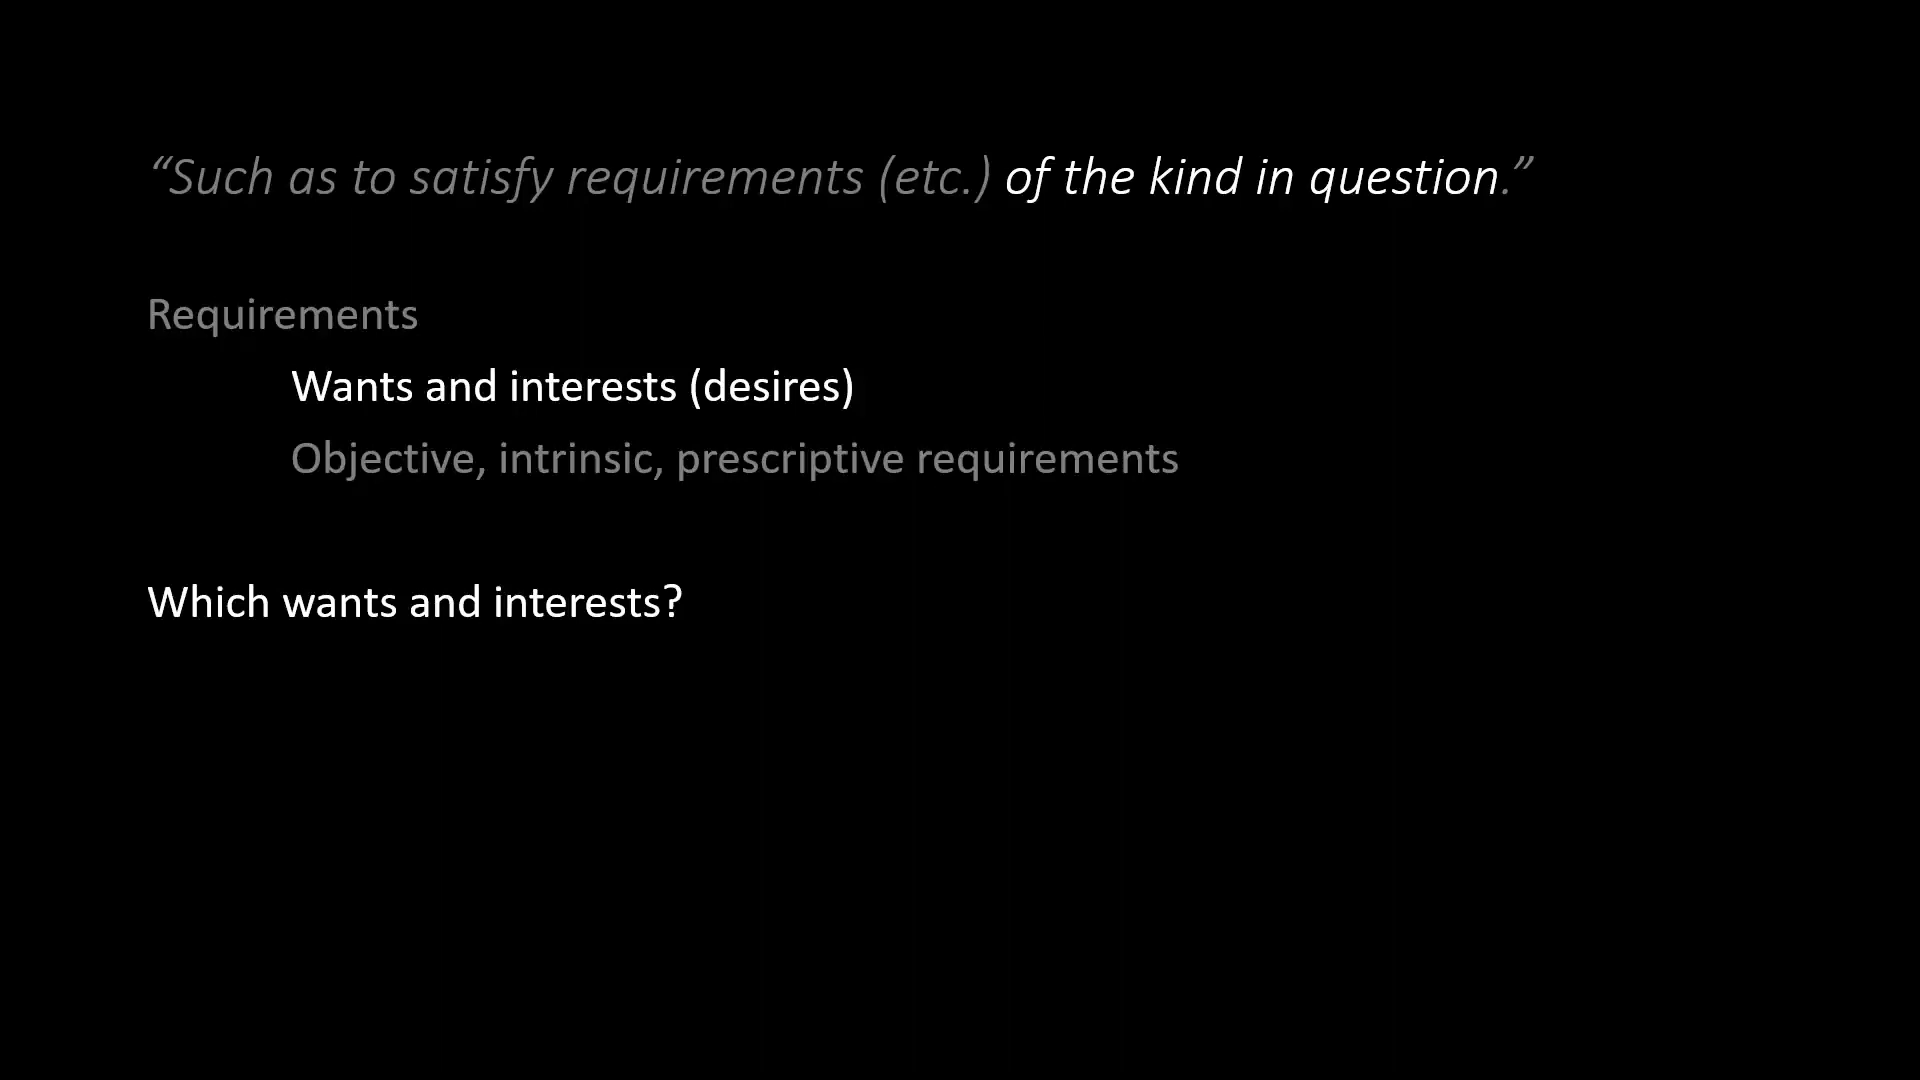 “Such as to satisfy requirements (etc.) of the kind in question.”
Requirements
Wants and interests (desires)
Objective, intrinsic, prescriptive requirements
Which wants and interests?